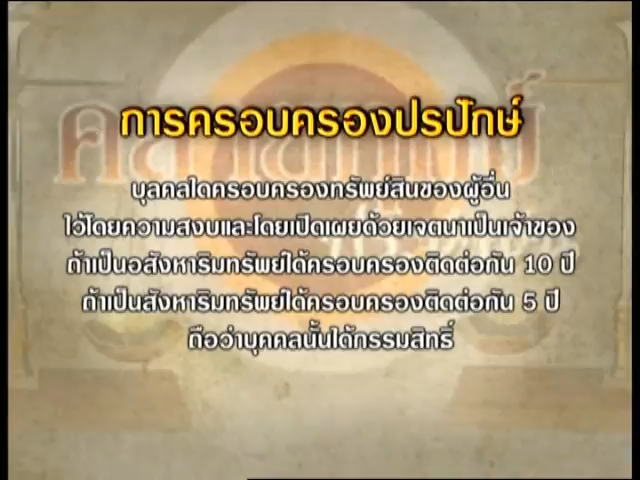 การครอบครองปรปักษ์
บุลคลใดครอบครองทรัพย์สินของผู้อื่น
ไว้โดยความสงบและโดยเปิดเผยด้วยเจตนาเป็นเจ้าของ
ถ้าเป็นอสังหาริมทรัพย์ได้ครอบครองติดต่อกัน 10 ปี
ถ้าเป็นสังหาริมทรัพย์ได้ครอบครองติดต่อกัน 5 ปี
ถือว่าบุคคลนั้นได้กรรมสิทธิ์